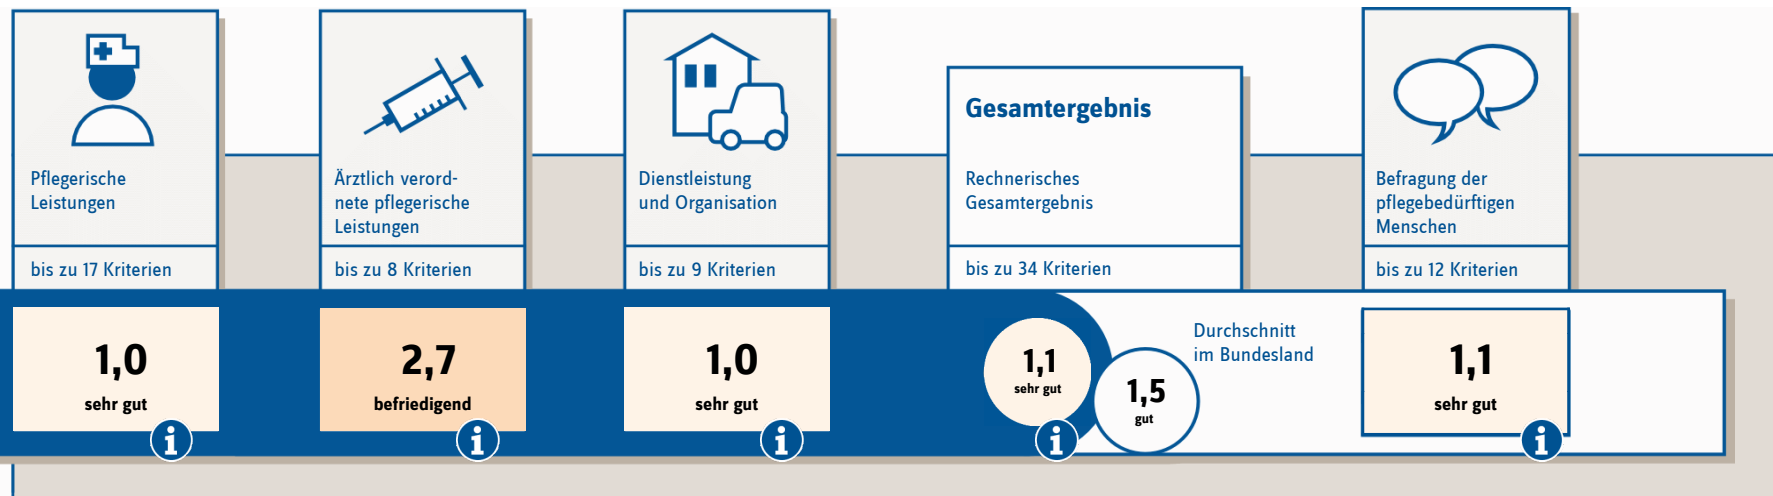 Pflegerische
Leistungen
bis zu 17 Kriterien
1,0
sehr gut
i
Ärztlich verord-
nete pflegerische
Leistungen
bis zu 8 Kriterien
2,7
befriedigend
i
Dienstleistung
und Organisation
bis zu 9 Kriterien
1,0
sehr gut
i
Gesamtergebnis
Rechnerisches
Gesamtergebnis
bis zu 34 Kriterien
1,1
sehr gut
i
Durchschnitt
im Bundesland
1,5
gut
Befragung der
pflegebedürftigen
Menschen
bis zu 12 Kriterien
1,1
sehr gut
i